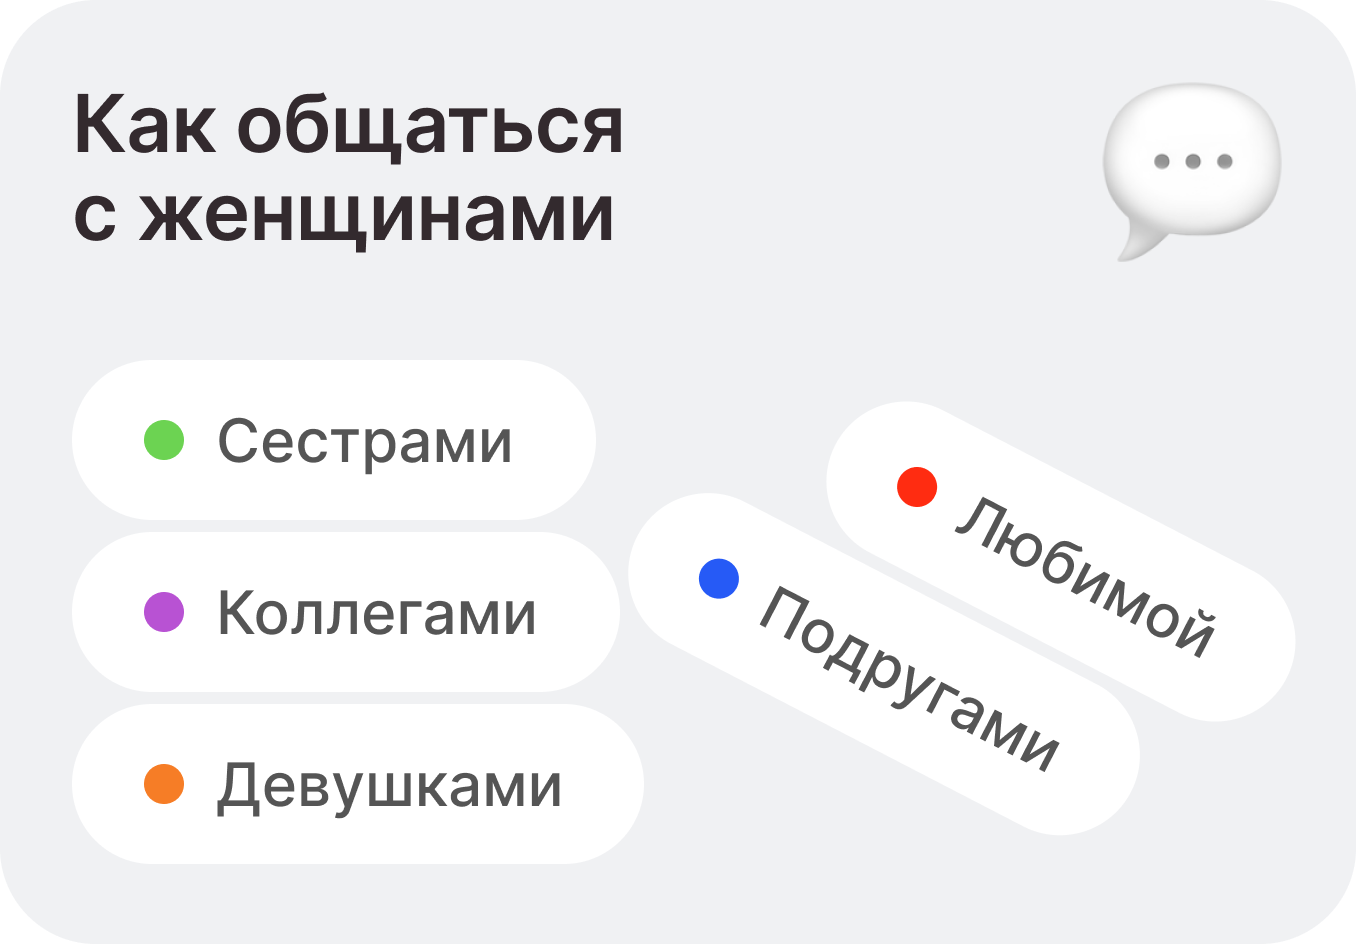 Как общаться
с женщинами
Сестрами
Коллегами
Девушками
Любимой
Подругами